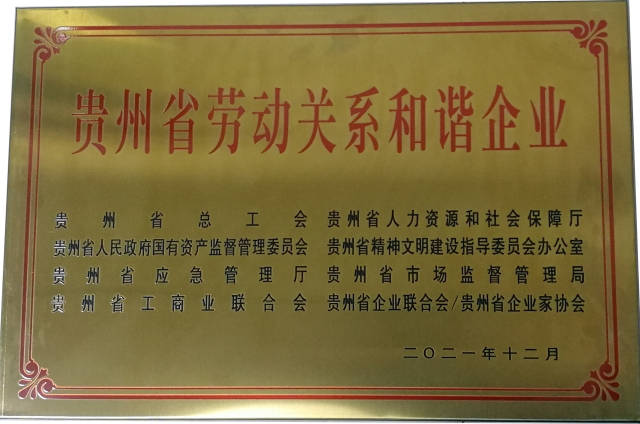 贵州省劳动关系和谐企业
贵州省总工会 贵州省人力资源和社会保障厅
贵州省人民政府国有资产监督管理委员会 贵州省精神文明建设指导委员会办公室
贵州省应急管理厅 贵州省市场监督管理局
贵州省工商业联合会 贵州省企业联合会/贵州省企业家协会
二〇二一年十二月